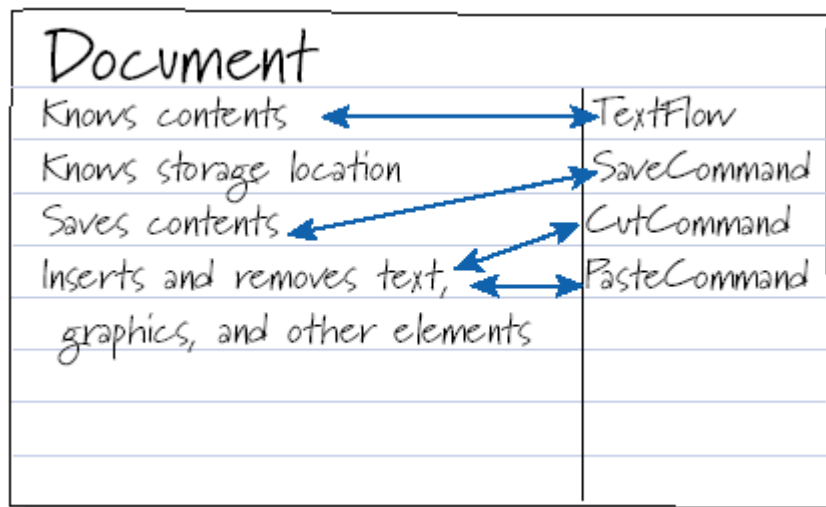 Document
Knows contents TextFlow
Knows storage location SaveCommand
Saves contents CutCommand
Inserts and removes text, PasteCommand
graphics, and other elements